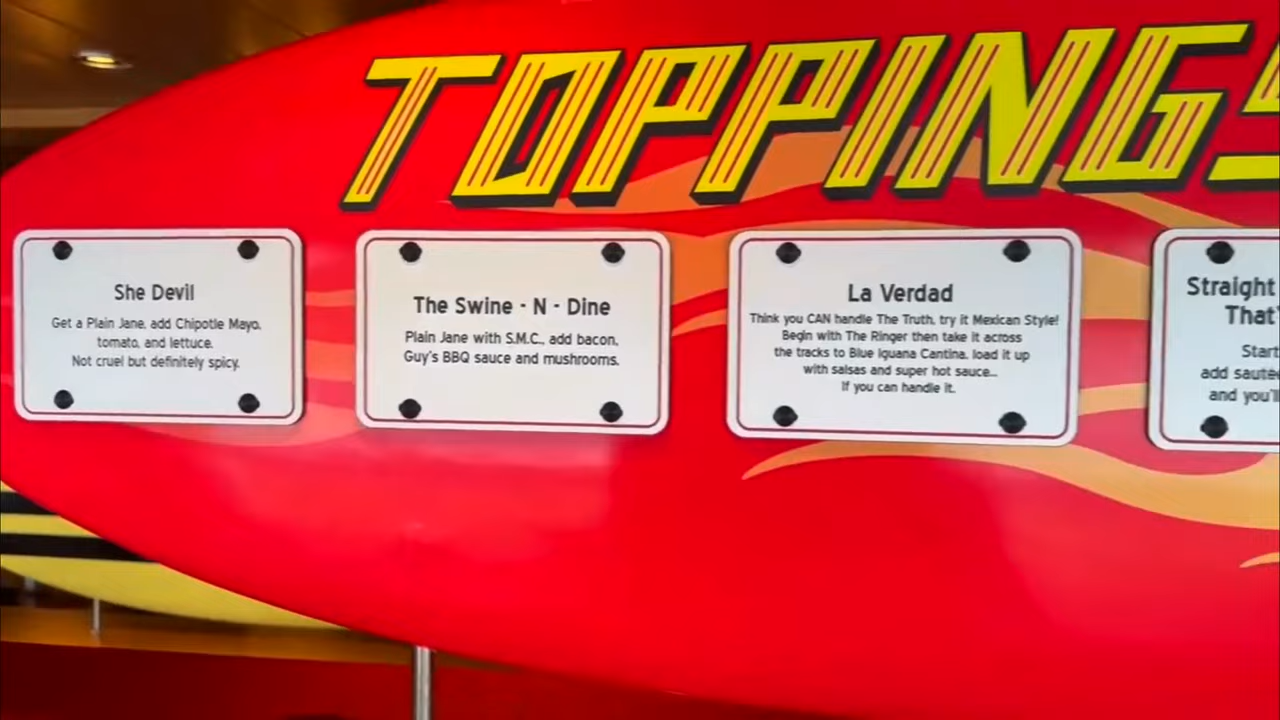 TOPPINGS
She Devil
Get a Plain Jane, add Chipotle Mayo,
tomato, and lettuce.
Not cruel but definitely spicy.
The Swine - N - Dine
Plain Jane with S.M.C., add bacon,
Guy's BBQ sauce and mushrooms.
La Verdad
Think you CAN handle The Truth, try it Mexican Style!
Begin with The Ringer then take it across
the tracks to Blue Iguana Cantina, load it up
with salsas and super hot sauce...
If you can handle it.
Straight
That'
Start
add
and you'll